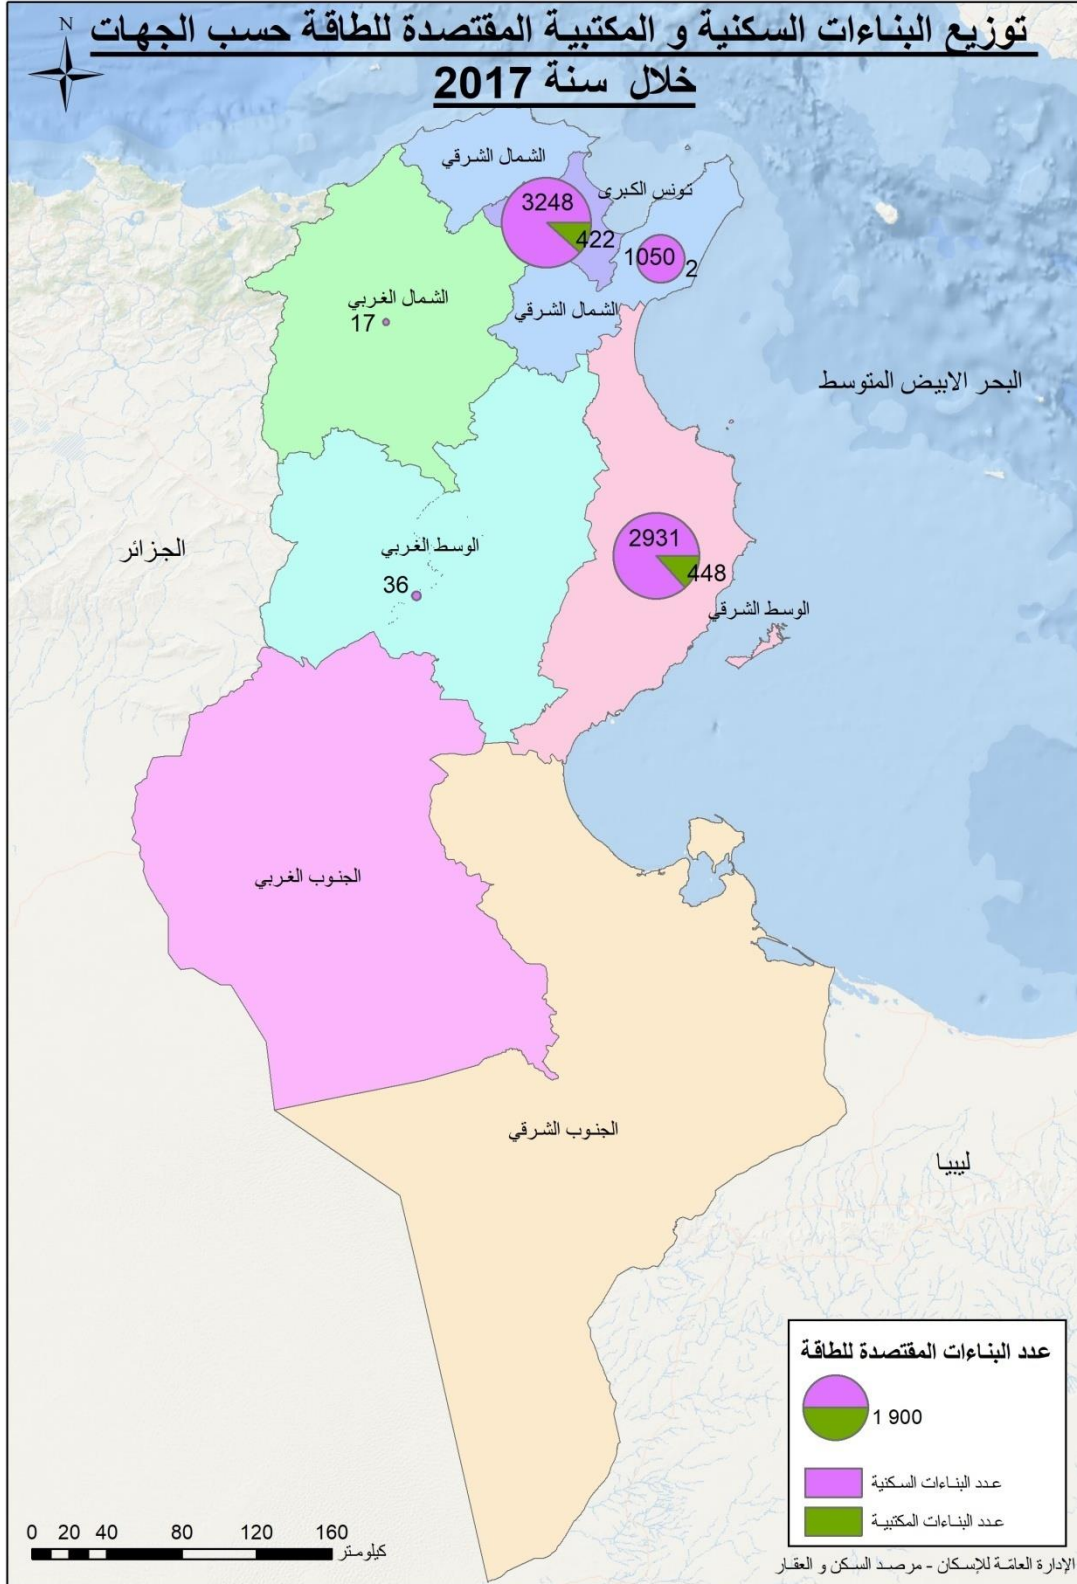 توزيع البناءات السكنية و المكتبية المقتصدة للطاقة حسب الجهات
خلال سنة 2017
N
الشمال الشرقي
تونس الكبرى
3248
422
1050
2
الشمال الغربي
17
الشمال الشرقي
البحر الابيض المتوسط
الجزائر
الوسط الغربي
36
2931
448
الوسط الشرقي
الجنوب الغربي
الجنوب الشرقي
ليبيا
عدد البناءات المقتصدة للطاقة
1 900
عدد البناءات السكنية
عدد البناءات المكتبية
0 20 40 80 120 160
كيلومتر
الإدارة العامة للإسكان - مرصد السكن و العقار